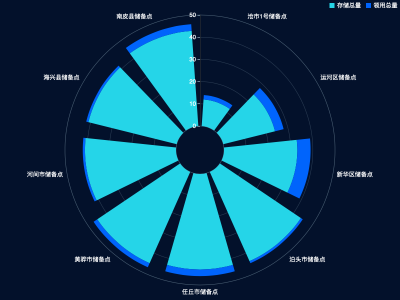 存储总量 领用总量
南皮县储备点 沧市1号储备点
50
40
30
20
10
0
海兴县储备点 运河区储备点
河间市储备点 新华区储备点
黄骅市储备点 泊头市储备点
任丘市储备点